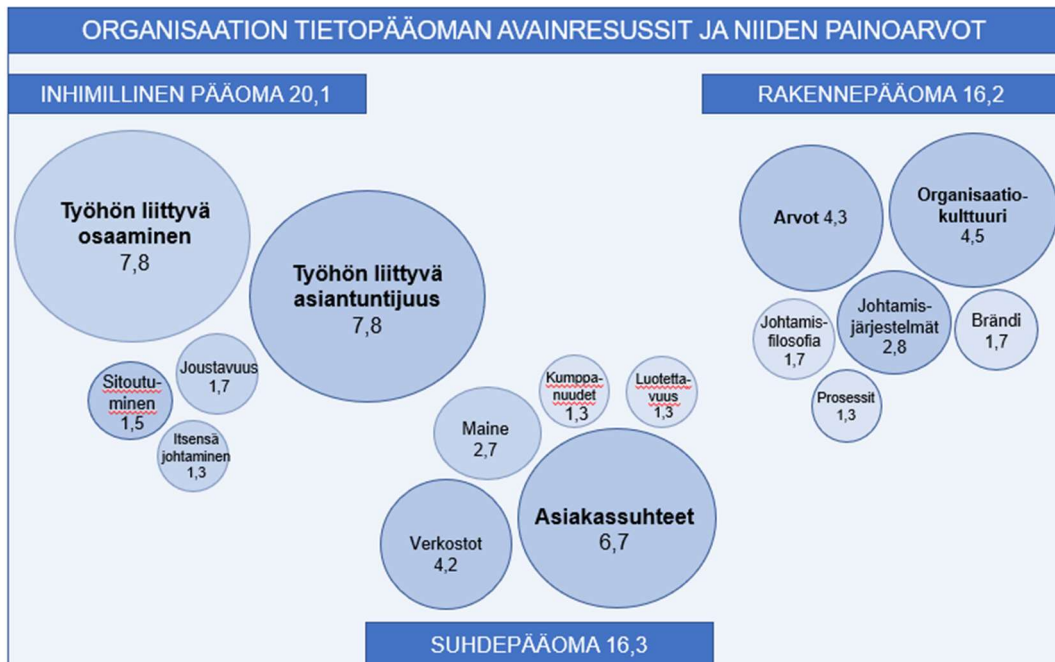 ORGANISAATION TIETOPÄÄOMAN AVAINRESUSSIT JA NIIDEN PAINOARVOT
INHIMILLINEN PÄÄOMA 20,1
Työhön liittyvä
osaaminen
7,8
Työhön liittyvä
asiantuntijuus
7,8
Joustavuus
1,7
Sitoutu-
minen
1,5
Itsensä
johtaminen
1,3
RAKENNEPÄÄOMA 16,2
Arvot 4,3
Organisaatio-
kulttuuri
4,5
Johtamis-
filosofia
1,7
Johtamis-
järjestelmät
2,8
Brändi
1,7
Prosessit
1,3
Kumppa-
nuudet
1,3
Luotetta-
vuus
1,3
Maine
2,7
Asiakassuhteet
6,7
Verkostot
4,2
SUHDEPÄÄOMA 16,3